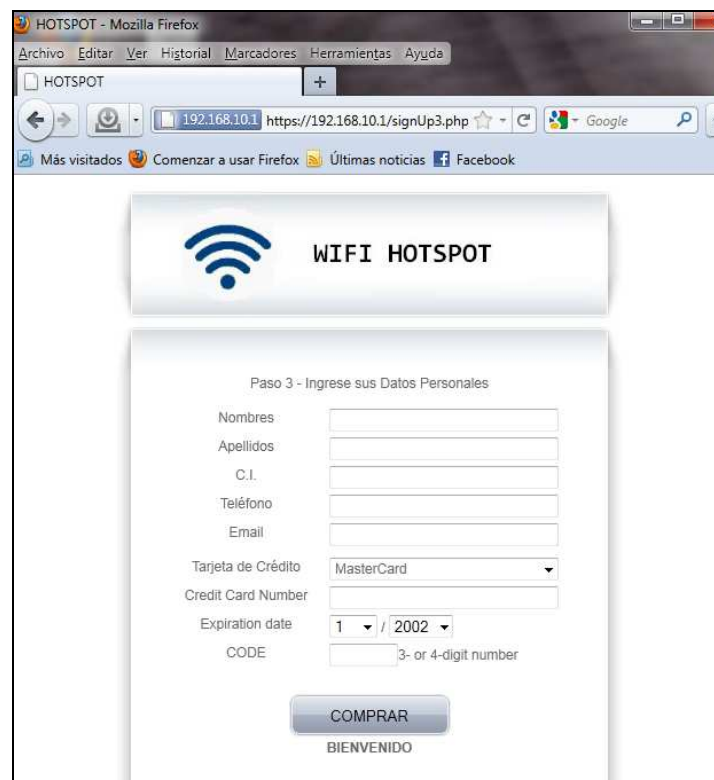 HOTSPOT - Mozilla Firefox
Archivo Editar Ver Historial Marcadores Herramientas Ayuda
HOTSPOT +
192.168.10.1 https://192.168.10.1/signUp3.php Google
Más visitados Comenzar a usar Firefox Últimas noticias Facebook
WIFI HOTSPOT
Paso 3 - Ingrese sus Datos Personales
Nombres
Apellidos
C.I.
Teléfono
Email
Tarjeta de Crédito MasterCard
Credit Card Number
Expiration date 1 / 2002
CODE 3- or 4-digit number
COMPRAR
BIENVENIDO